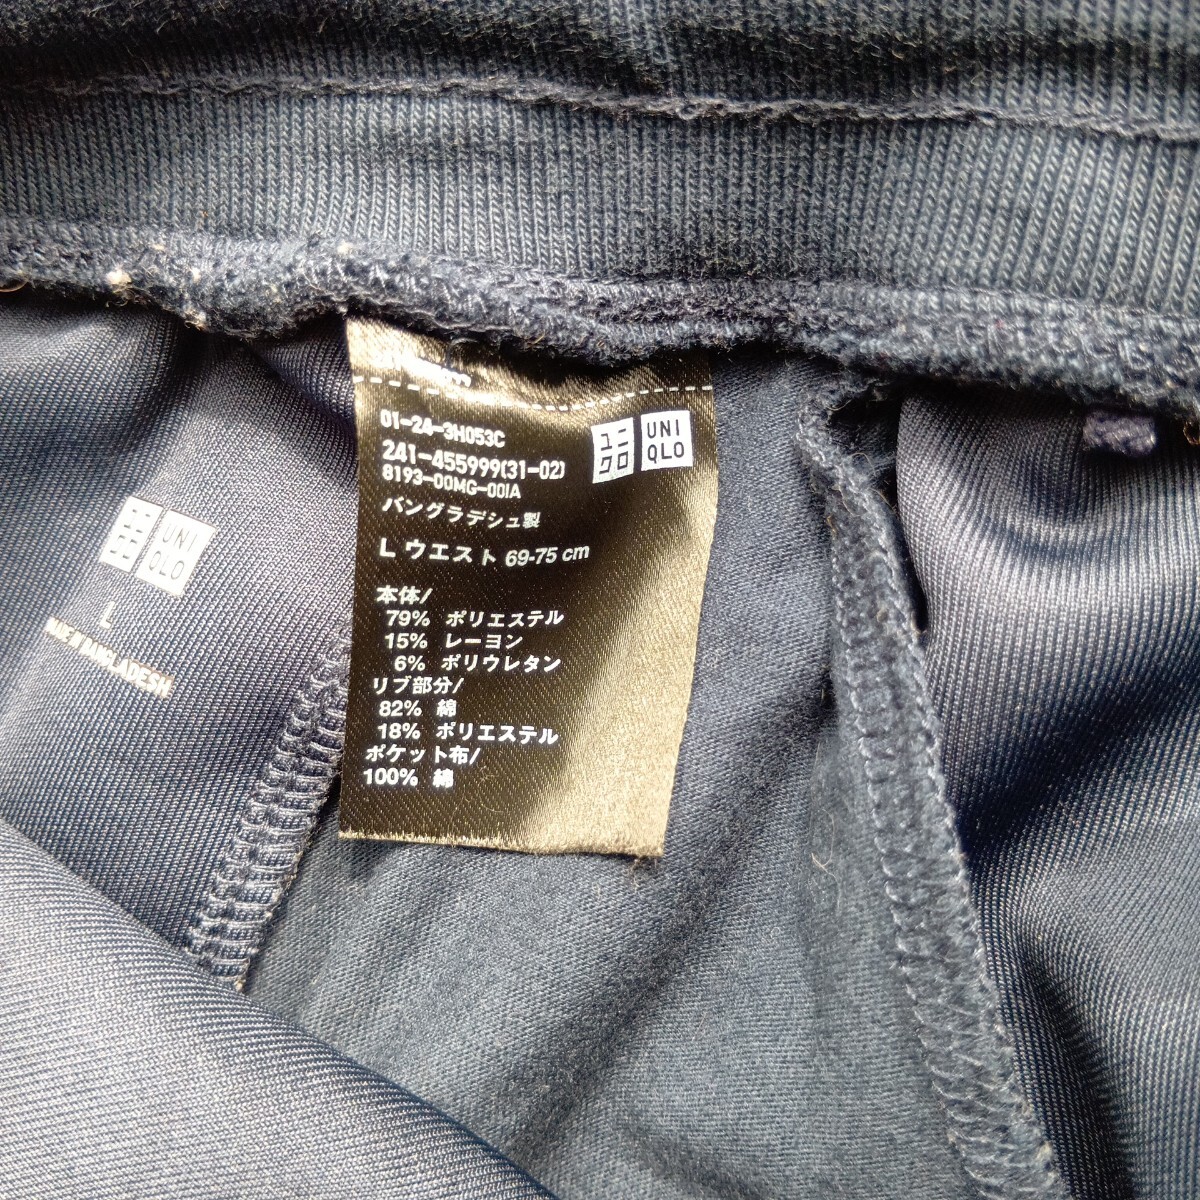 01-24-3H053C
241-455999(31-02)
8193-00MG-00IA
バングラデシュ製
ユニ
クロ
UNI
QLO
L ウエスト 69-75 cm
本体/
79% ポリエステル
15% レーヨン
6% ポリウレタン
リブ部分/
82% 綿
18% ポリエステル
ポケット布/
100% 綿
ユニ
クロ
UNI
QLO
L
MADE IN BANGLADESH